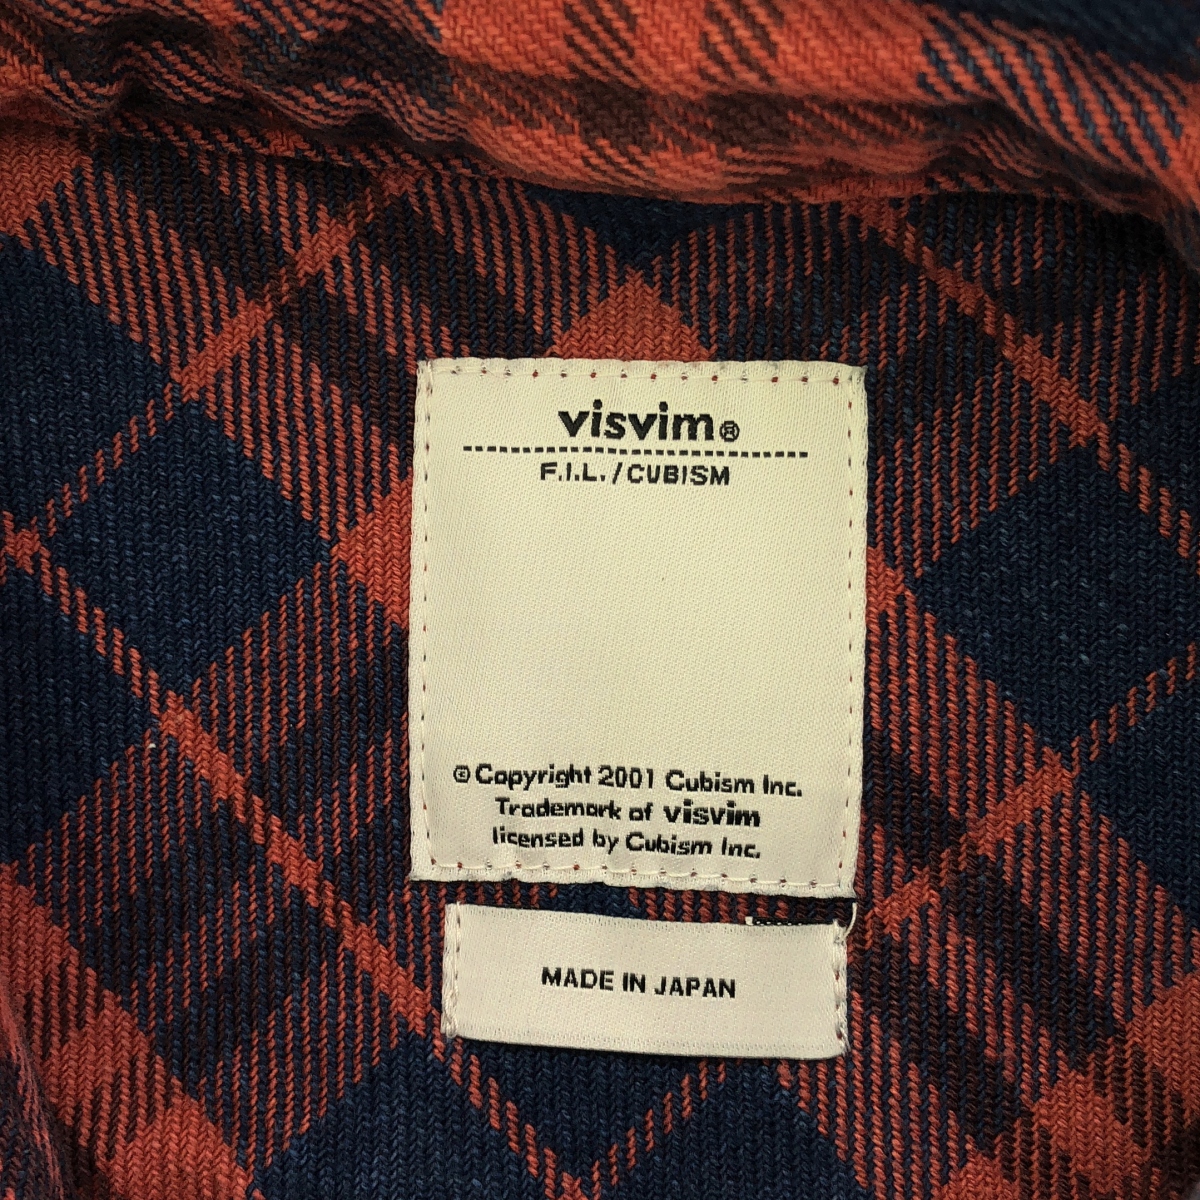 visvim®
F.I.L./CUBISM
© Copyright 2001 Cubism Inc.
Trademark of visvim
licensed by Cubism Inc.
MADE IN JAPAN